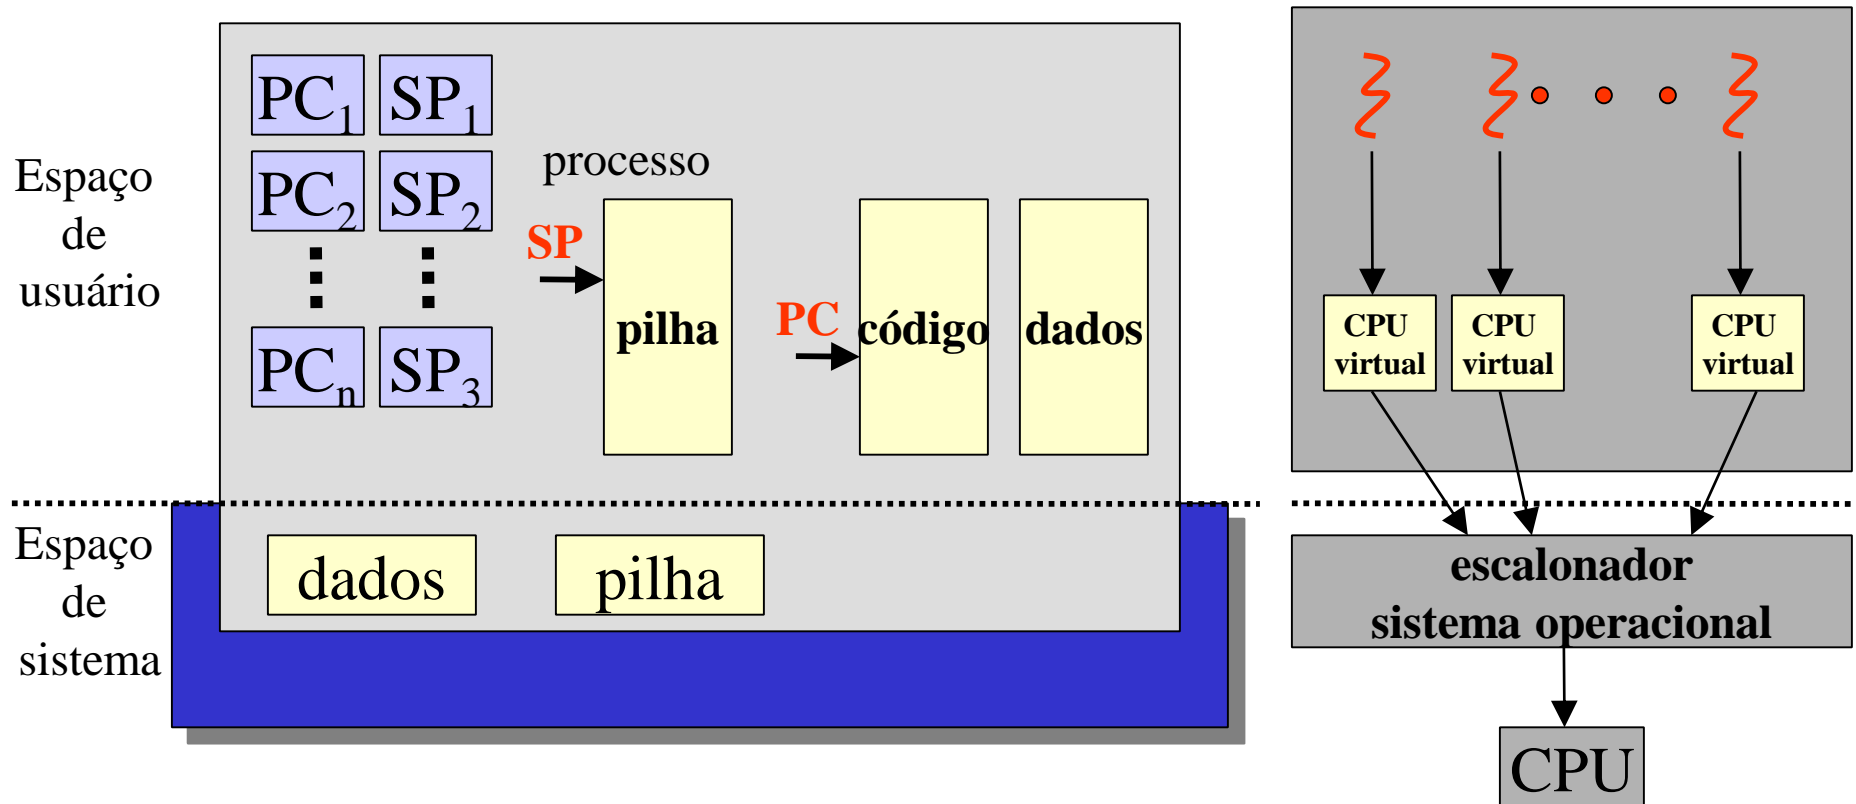 Espaço
de
usuário
PC1 SP1
PC2 SP2
PCn SP3
processo
SP
pilha
PC
código
dados
Espaço
de
sistema
dados
pilha
CPU
virtual
CPU
virtual
CPU
virtual
escalonador
sistema operacional
CPU